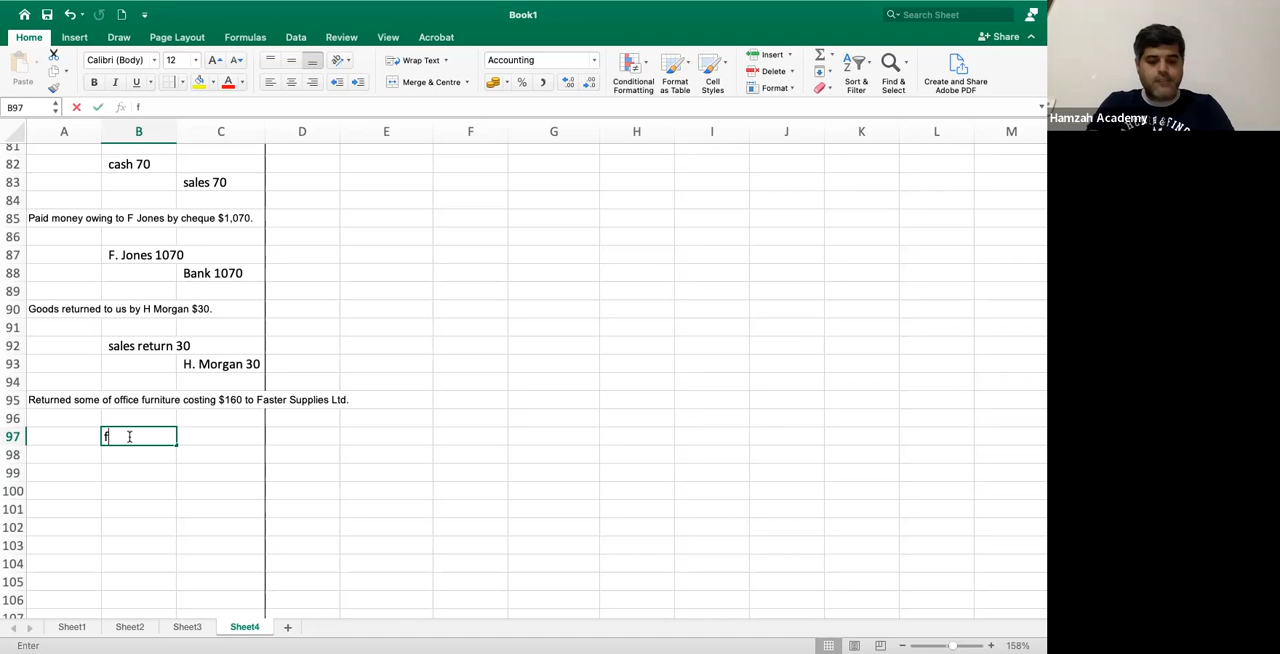 Book1
Search Sheet
Home Insert Draw Page Layout Formulas Data Review View Acrobat
Share
Paste
Calibri (Body) 12
A A
Wrap Text
Accounting
B I U
A
Merge & Centre
%
Conditional Formatting
Format as Table
Cell Styles
Insert
Delete
Format
Sort & Filter
Find & Select
Create and Share Adobe PDF
B97 fx f
Hamzah Academy
A B C D E F G H I J K L M
81
82 cash 70
83 sales 70
84
85 Paid money owing to F Jones by cheque $1,070.
86
87 F. Jones 1070
88 Bank 1070
89
90 Goods returned to us by H Morgan $30.
91
92 sales return 30
93 H. Morgan 30
94
95 Returned some of office furniture costing $160 to Faster Supplies Ltd.
96
97 f
98
99
100
101
102
103
104
105
106
107
Sheet1 Sheet2 Sheet3 Sheet4
Enter
158%